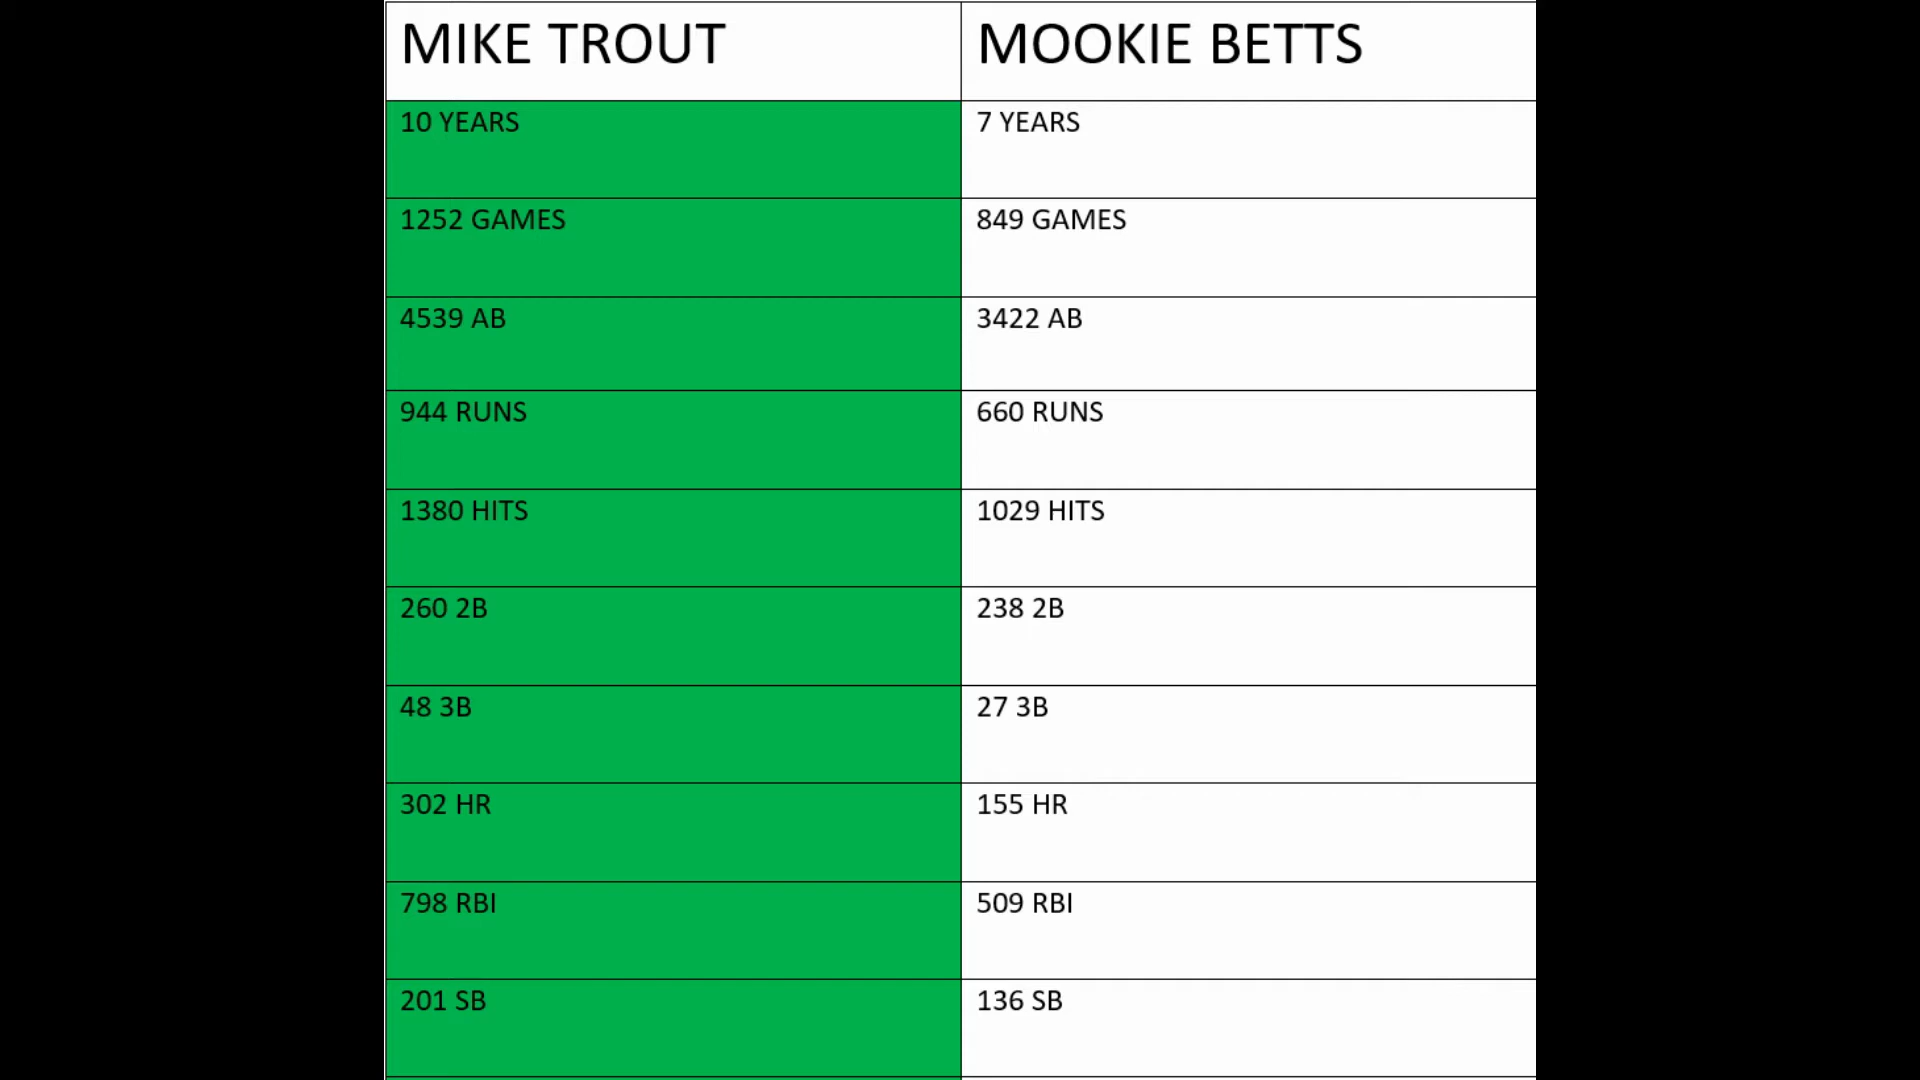 MIKE TROUT MOOKIE BETTS
10 YEARS 7 YEARS
1252 GAMES 849 GAMES
4539 AB 3422 AB
944 RUNS 660 RUNS
1380 HITS 1029 HITS
260 2B 238 2B
48 3B 27 3B
302 HR 155 HR
798 RBI 509 RBI
201 SB 136 SB